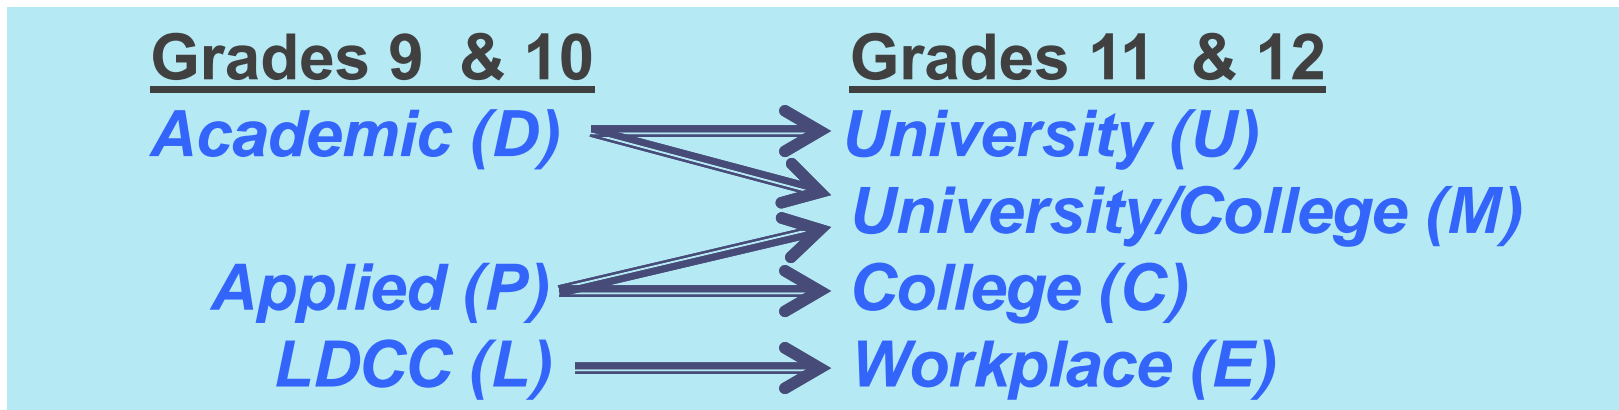 Grades 9 & 10 Grades 11 & 12
Academic (D) University (U)
University/College (M)
Applied (P) College (C)
LDCC (L) Workplace (E)